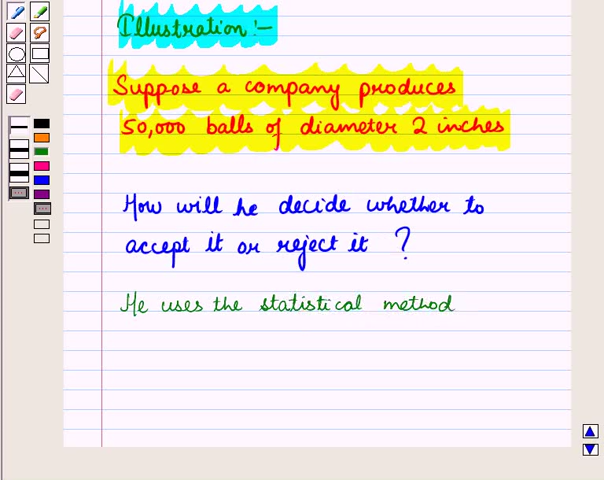 Illustration :-
Suppose a company produces
50,000 balls of diameter 2 inches
How will he decide whether to
accept it or reject it ?
He uses the statistical method